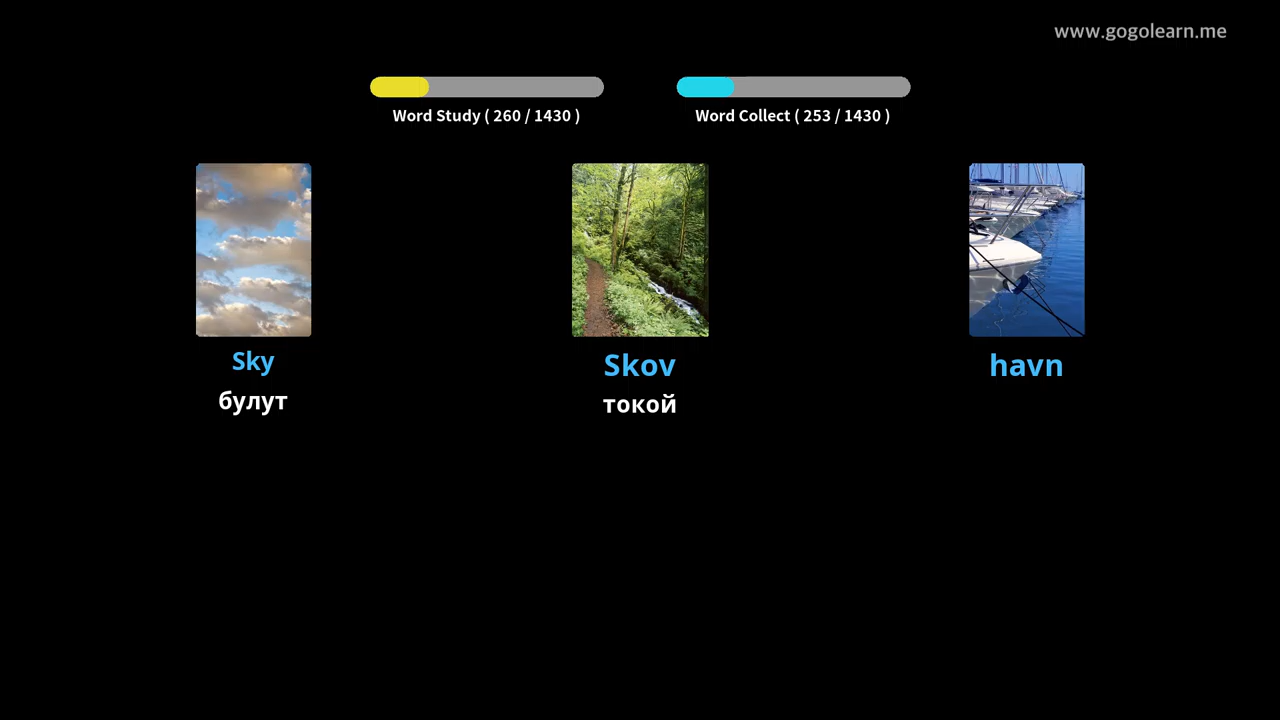 www.gogolearn.me
Word Study ( 260 / 1430 )
Word Collect ( 253 / 1430 )
Sky
булут
Skov
токой
havn